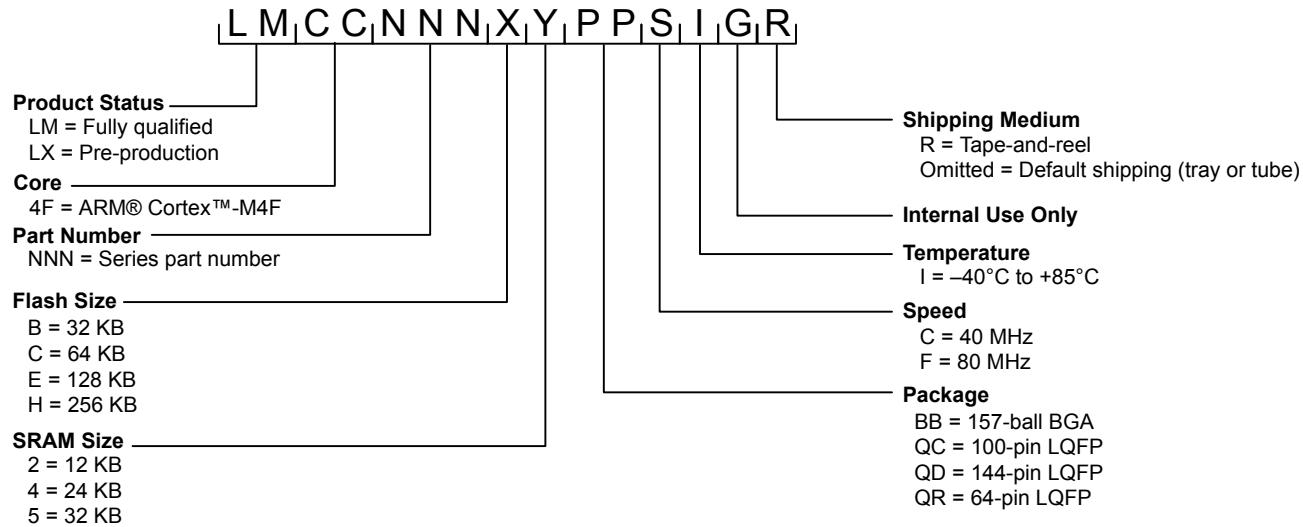 LMCCNNNXYPPSIGR
Product Status
LM = Fully qualified
LX = Pre-production
Core
4F = ARM® Cortex™-M4F
Part Number
NNN = Series part number
Flash Size
B = 32 KB
C = 64 KB
E = 128 KB
H = 256 KB
SRAM Size
2 = 12 KB
4 = 24 KB
5 = 32 KB
Shipping Medium
R = Tape-and-reel
Omitted = Default shipping (tray or tube)
Internal Use Only
Temperature
I = –40°C to +85°C
Speed
C = 40 MHz
F = 80 MHz
Package
BB = 157-ball BGA
QC = 100-pin LQFP
QD = 144-pin LQFP
QR = 64-pin LQFP